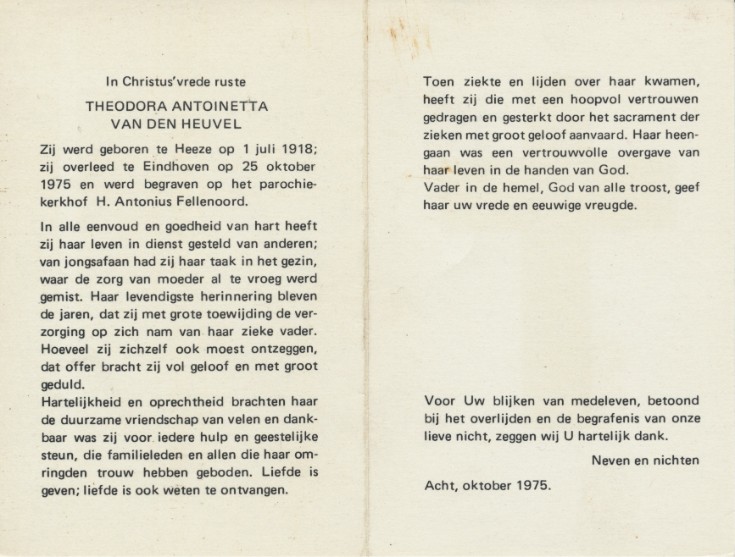 In Christus'vrede ruste
THEODORA ANTOINETTA
VAN DEN HEUVEL
Zij werd geboren te Heeze op 1 juli 1918;
zij overleed te Eindhoven op 25 oktober
1975 en werd begraven op het parochie-
kerkhof H. Antonius Fellenoord.
In alle eenvoud en goedheid van hart heeft
zij haar leven in dienst gesteld van anderen;
van jongsafaan had zij haar taak in het gezin,
waar de zorg van moeder al te vroeg werd
gemist. Haar levendigste herinnering bleven
de jaren, dat zij met grote toewijding de ver-
zorging op zich nam van haar zieke vader.
Hoeveel zij zichzelf ook moest ontzeggen,
dat offer bracht zij vol geloof en met groot
geduld.
Hartelijkheid en oprechtheid brachten haar
de duurzame vriendschap van velen en dank-
baar was zij voor iedere hulp en geestelijke
steun, die familieleden en allen die haar om-
ringden trouw hebben geboden. Liefde is
geven; liefde is ook weten te ontvangen.
Toen ziekte en lijden over haar kwamen,
heeft zij die met een hoopvol vertrouwen
gedragen en gesterkt door het sacrament der
zieken met groot geloof aanvaard. Haar heen-
gaan was een vertrouwvolle overgave van
haar leven in de handen van God.
Vader in de hemel, God van alle troost, geef
haar uw vrede en eeuwige vreugde.
Voor Uw blijken van medeleven, betoond
bij het overlijden en de begrafenis van onze
lieve nicht, zeggen wij U hartelijk dank.
Neven en nichten
Acht, oktober 1975.